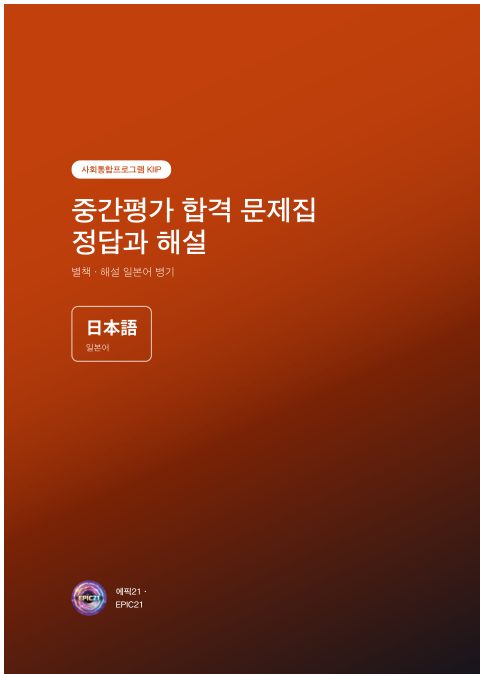 사회통합프로그램 KIIP
중간평가 합격 문제집
정답과 해설
별책 · 해설 일본어 병기
日本語
일본어
EPIC21
에픽21 ·
EPIC21